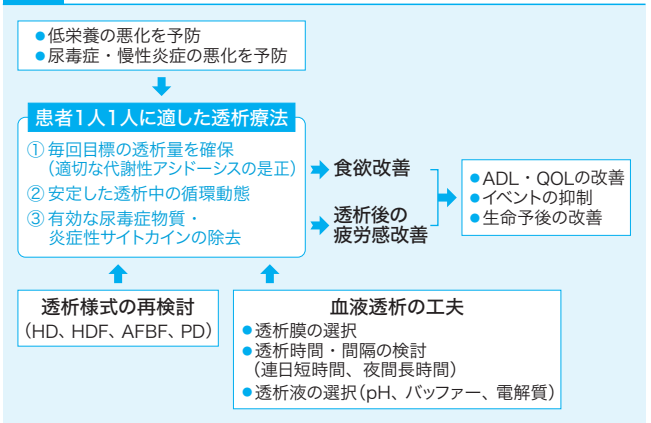 ●低栄養の悪化を予防
●尿毒症・慢性炎症の悪化を予防
患者1人1人に適した透析療法
① 毎回目標の透析量を確保
（適切な代謝性アシドーシスの是正）
② 安定した透析中の循環動態
③ 有効な尿毒症物質・
炎症性サイトカインの除去
食欲改善
透析後の
疲労感改善
●ADL・QOLの改善
●イベントの抑制
●生命予後の改善
透析様式の再検討
（HD、HDF、AFBF、PD）
血液透析の工夫
●透析膜の選択
●透析時間・間隔の検討
（連日短時間、夜間長時間）
●透析液の選択（pH、バッファー、電解質）